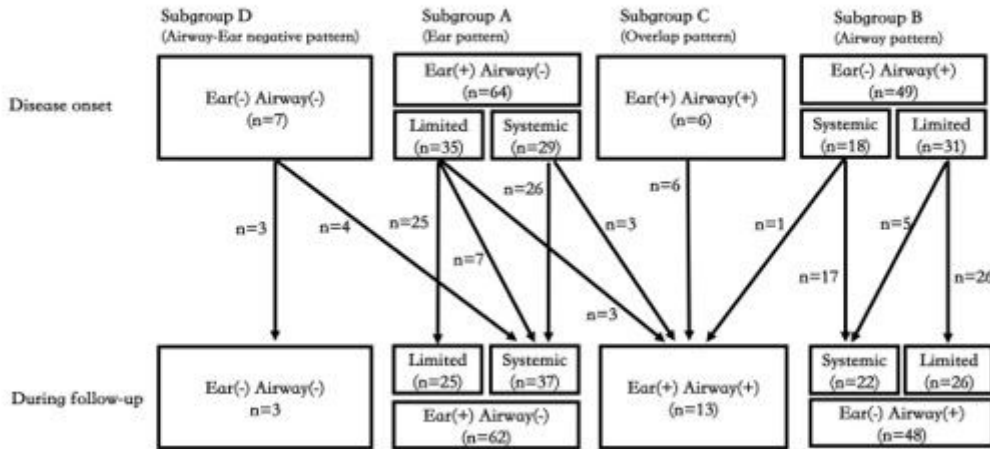 Subgroup D
(Airway-Ear negative pattern)
Subgroup A
(Ear pattern)
Subgroup C
(Overlap pattern)
Subgroup B
(Airway pattern)
Disease onset
Ear(-) Airway(-)
(n=7)
Ear(+) Airway(-)
(n=64)
Limited
(n=35)
Systemic
(n=29)
Ear(+) Airway(+)
(n=6)
Ear(-) Airway(+)
(n=49)
Systemic
(n=18)
Limited
(n=31)
n=3
n=4
n=25
n=7
n=26
n=3
n=3
n=6
n=1
n=17
n=5
n=26
During follow-up
Ear(-) Airway(-)
n=3
Limited
(n=25)
Systemic
(n=37)
Ear(+) Airway(-)
(n=62)
Ear(+) Airway(+)
(n=13)
Systemic
(n=22)
Limited
(n=26)
Ear(-) Airway(+)
(n=48)